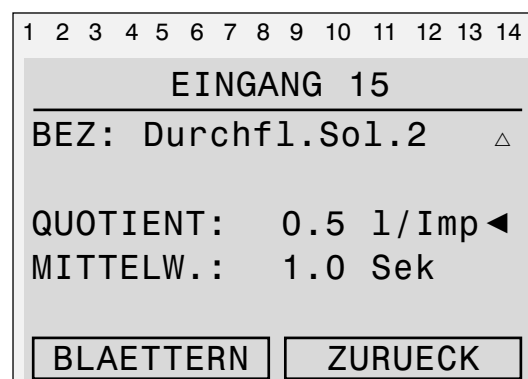 1 2 3 4 5 6 7 8 9 10 11 12 13 14
EINGANG 15
BEZ: Durchfl.Sol.2 △
QUOTIENT: 0.5 l/Imp ◄
MITTELW.: 1.0 Sek
BLAETTERN ZURUECK